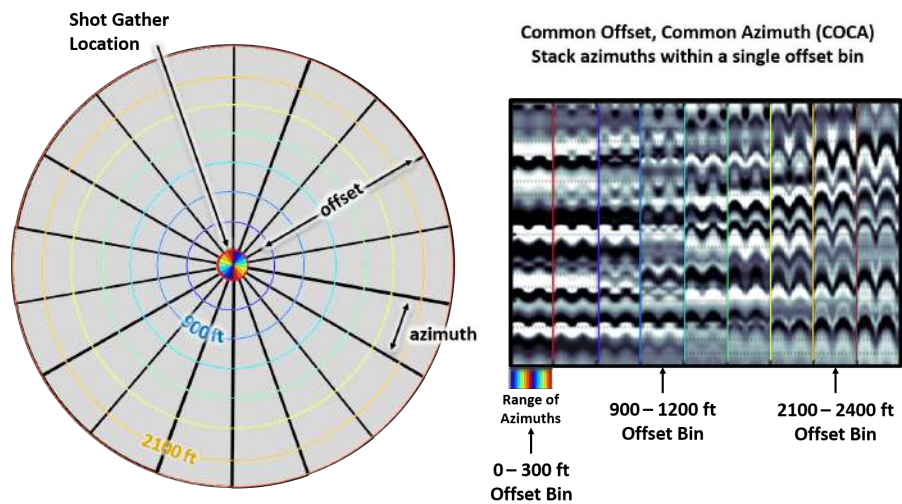 Shot Gather
Location
offset
900 ft
azimuth
2100 ft
Common Offset, Common Azimuth (COCA)
Stack azimuths within a single offset bin
Range of
Azimuths
0 – 300 ft
Offset Bin
900 – 1200 ft
Offset Bin
2100 – 2400 ft
Offset Bin